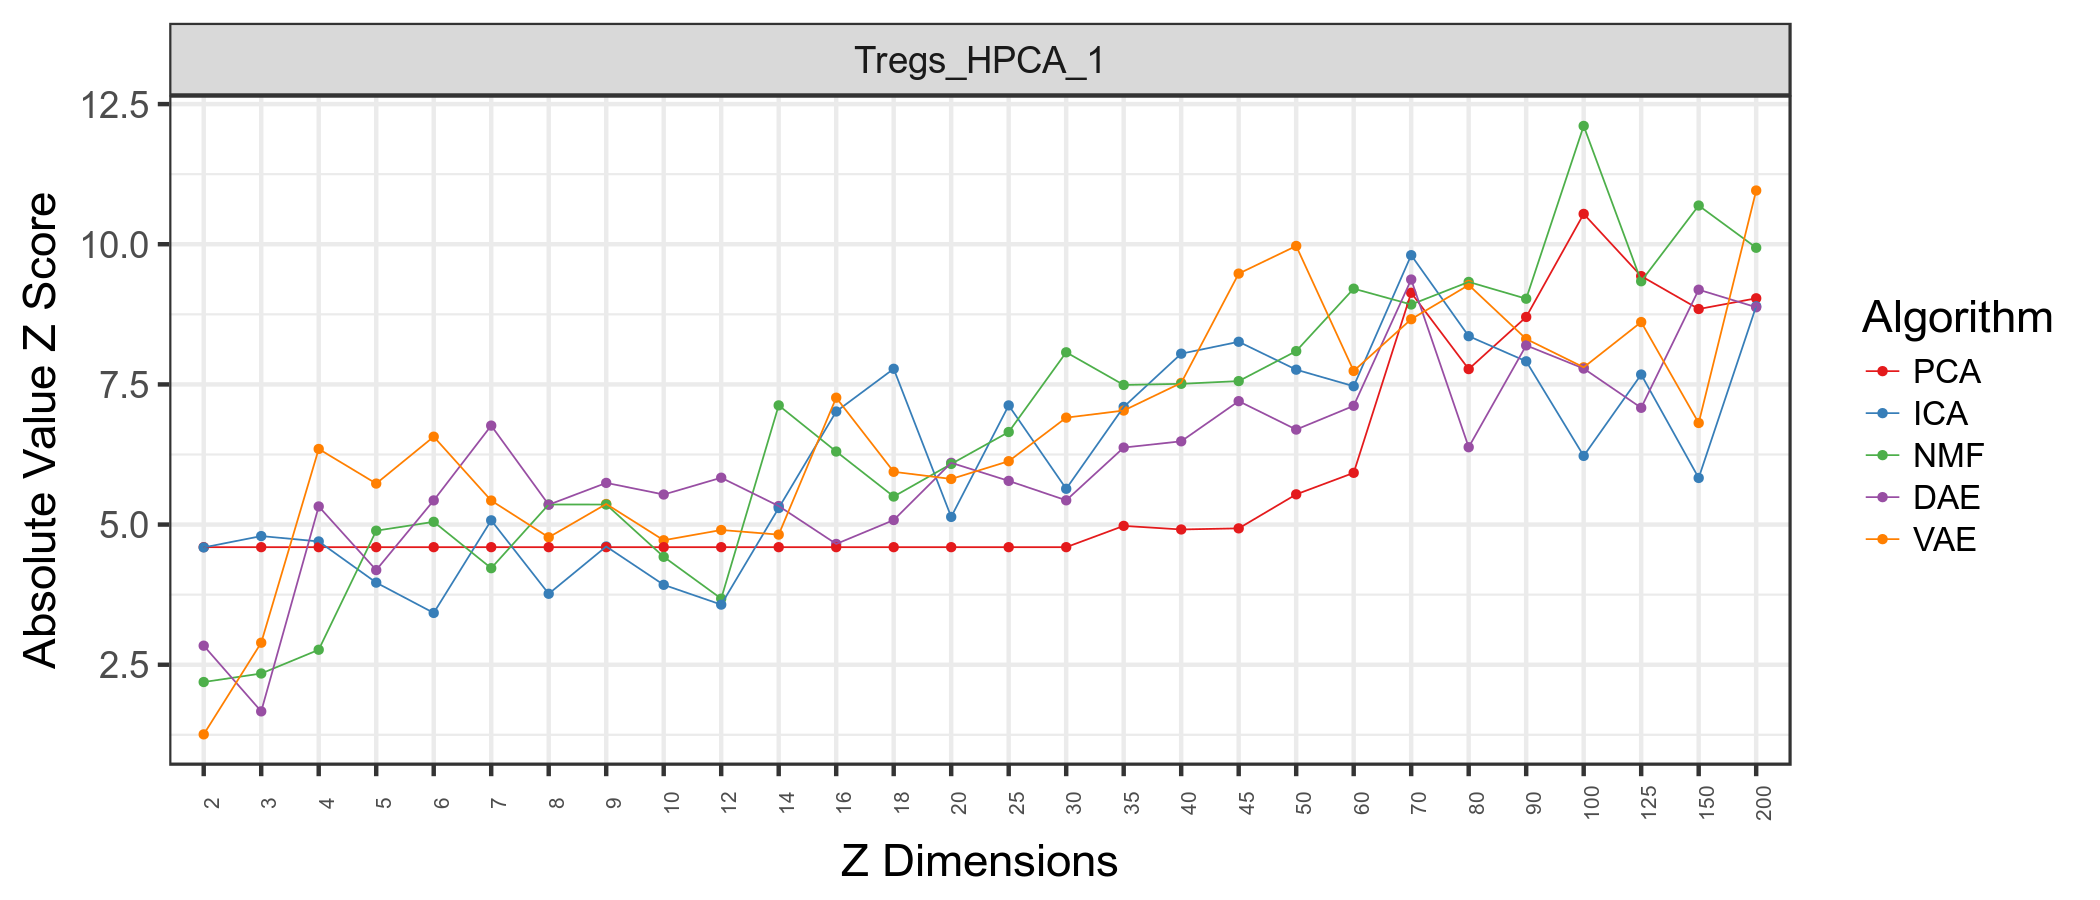 Tregs_HPCA_1
12.5
10.0
7.5
5.0
2.5
Absolute Value Z Score
2 3 4 5 6 7 8 9 10 12 14 16 18 20 25 30 35 40 45 50 60 70 80 90 100 125 150 200
Z Dimensions
Algorithm
PCA
ICA
NMF
DAE
VAE